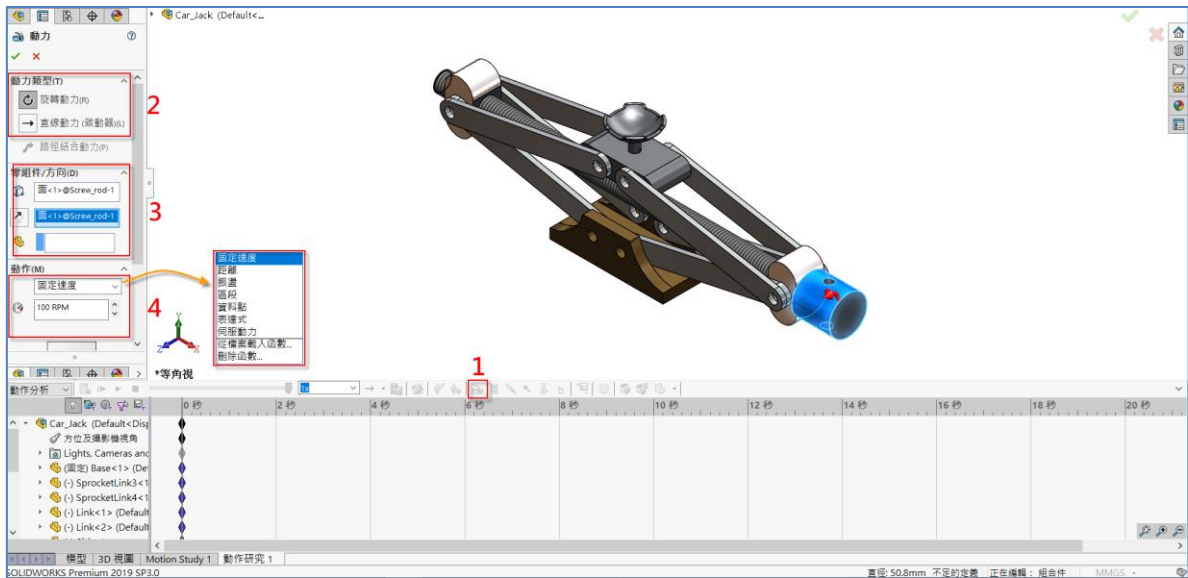 Car_Jack (Default<...
動力
動力類型(T)
旋轉動力(R)
直線動力 (致動器)(L)
路徑結合動力(P)
2
零組件/方向(D)
面<1>@Screw_rod-1
面<1>@Screw_rod-1
3
動作(M)
固定速度
100 RPM
4
固定速度
距離
振盪
區段
資料點
表達式
伺服動力
從檔案載入函數...
刪除函數...
Y
Z
X
*等角視
1
動作分析
0 秒
2 秒
4 秒
6 秒
8 秒
10 秒
12 秒
14 秒
16 秒
18 秒
20 秒
Car_Jack (Default<Disp
方位及攝影機視角
Lights, Cameras and
(固定) Base<1> (De
(-) SprocketLink3<1
(-) SprocketLink4<1
(-) Link<1> (Default
(-) Link<2> (Default
模型
3D 視圖
Motion Study 1
動作研究 1
SOLIDWORKS Premium 2019 SP3.0
直徑: 50.8mm 不足的定義 正在編輯： 組合件
MMGS